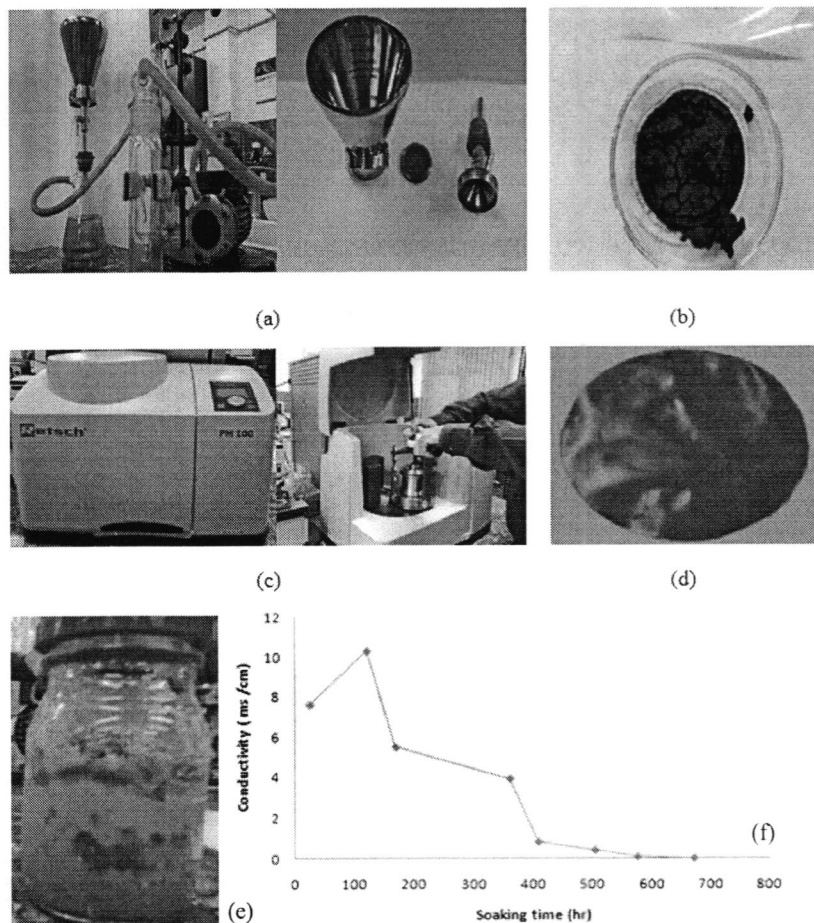 (a)
(b)
Retsch
PM 100
(c)
(d)
Conductivity ( ms /cm)
12
10
8
6
4
2
0
0 100 200 300 400 500 600 700 800
Soaking time (hr)
(e)
(f)